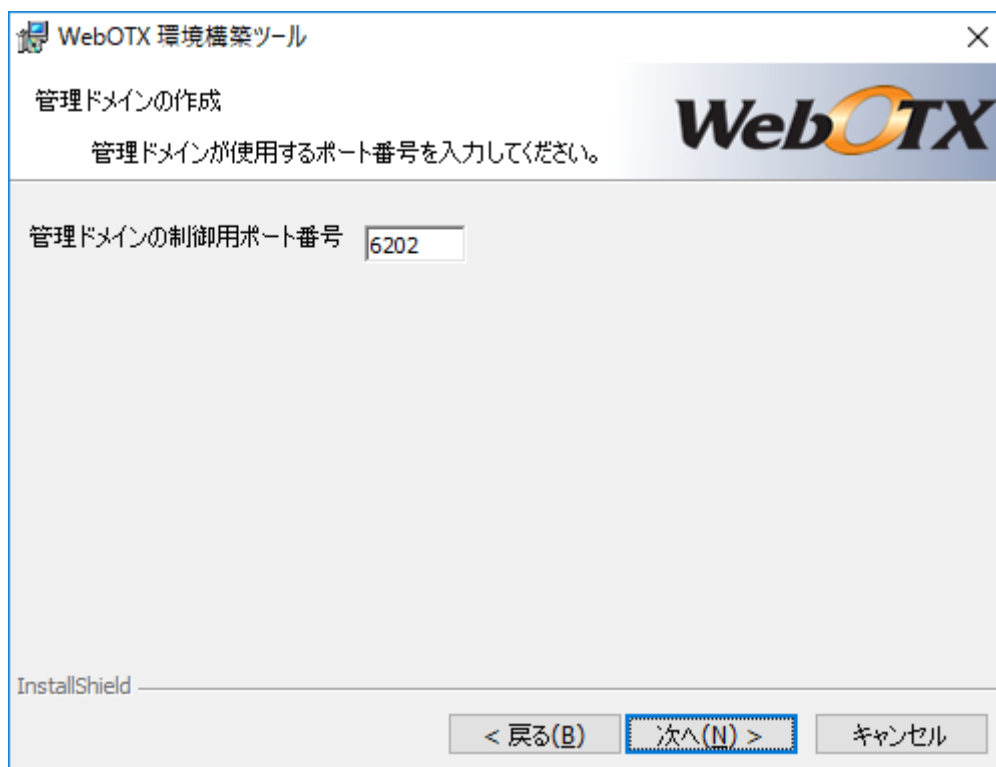 WebOTX 環境構築ツール
管理ドメインの作成
管理ドメインが使用するポート番号を入力してください。
WebOTX
管理ドメインの制御用ポート番号 6202
InstallShield
< 戻る(B) 次へ(N) > キャンセル